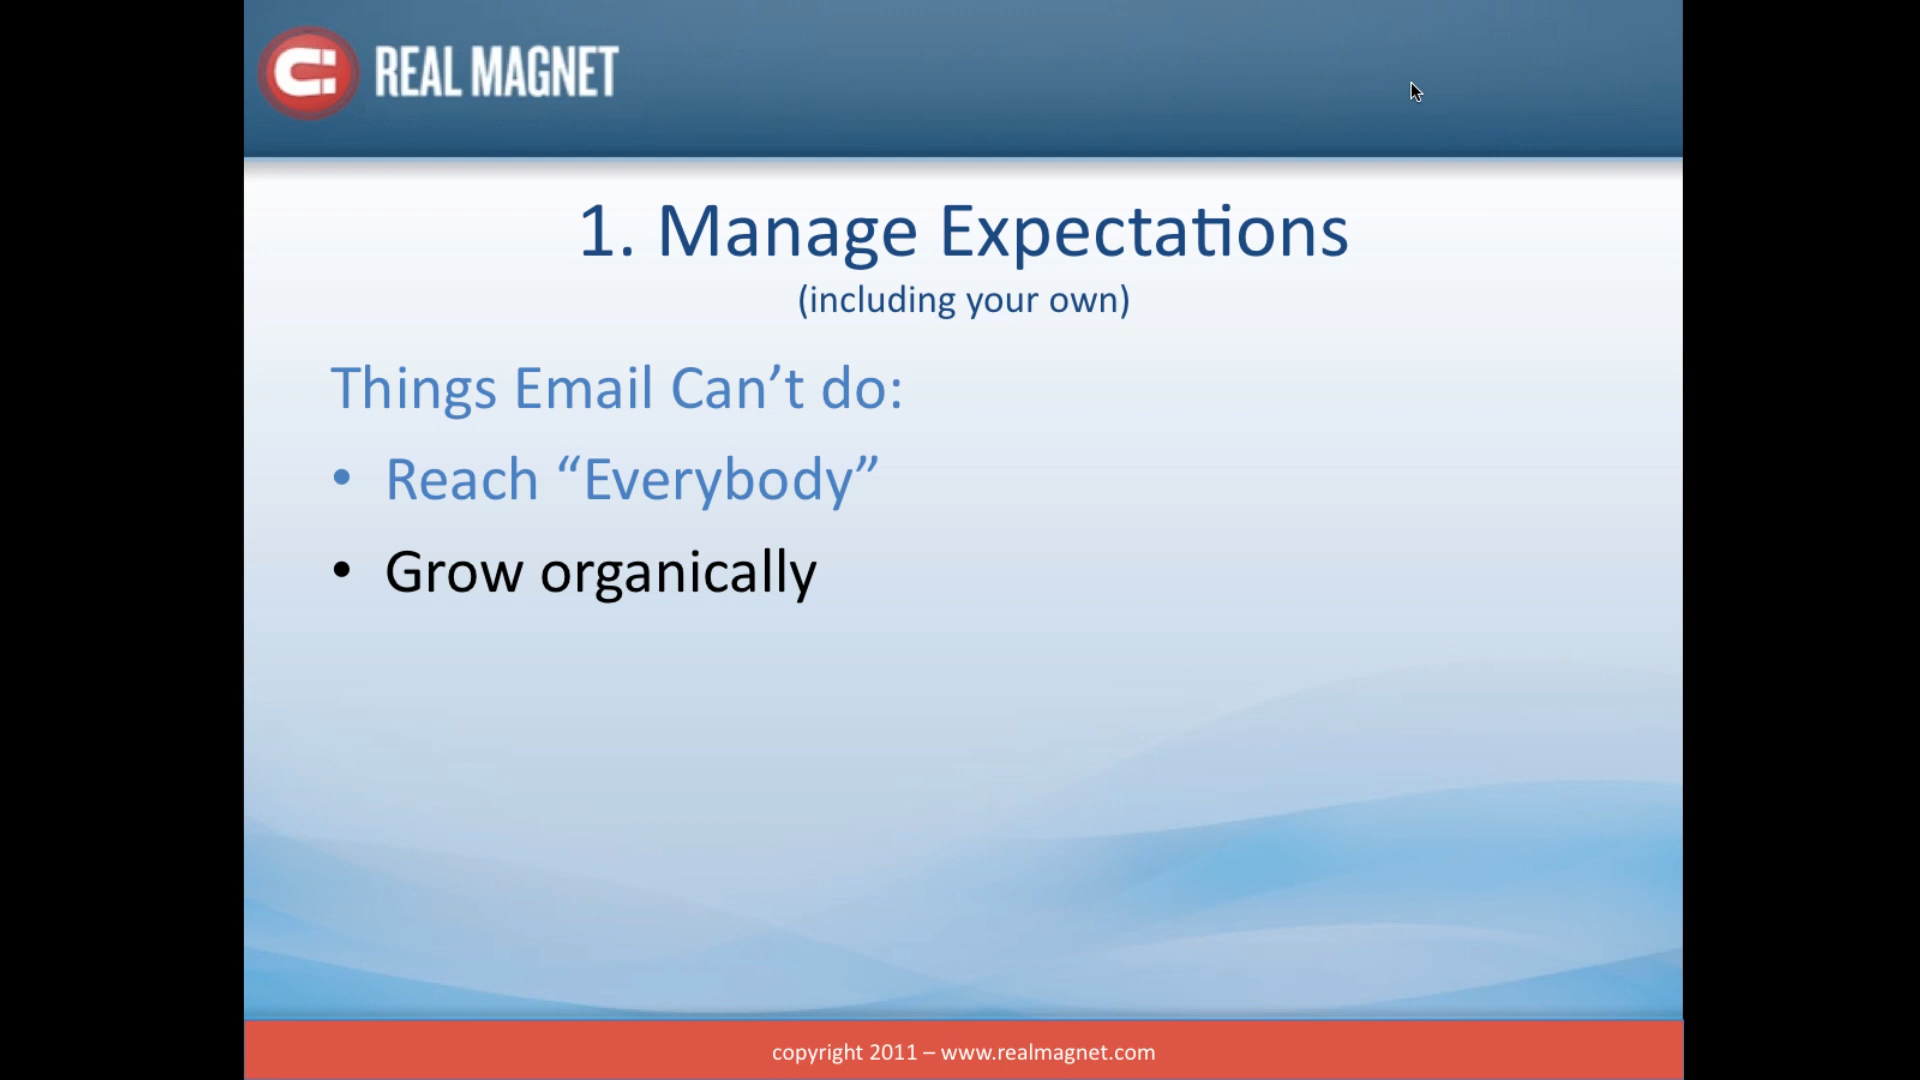 REAL MAGNET
1. Manage Expectations
(including your own)
Things Email Can’t do:
• Reach “Everybody”
• Grow organically
copyright 2011 – www.realmagnet.com